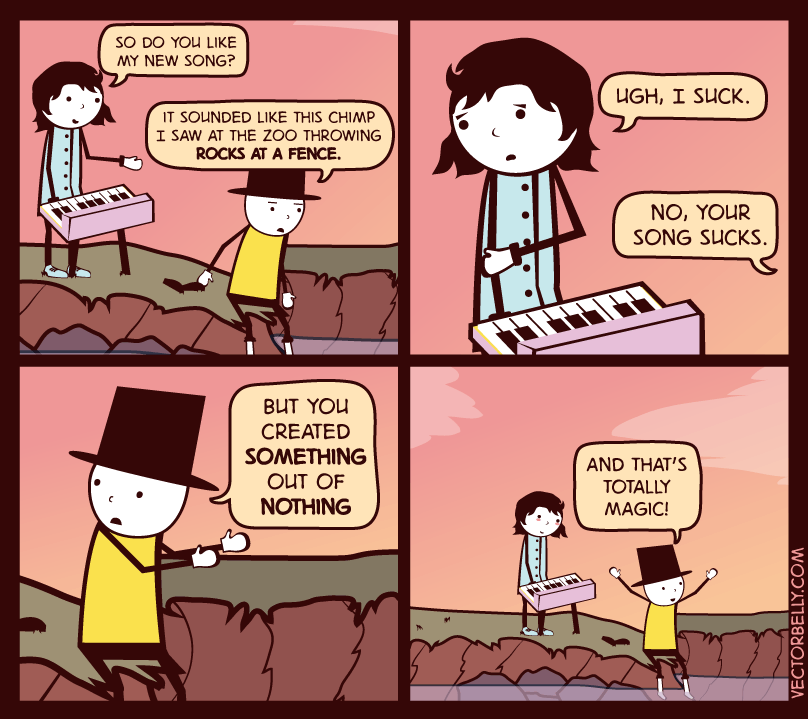 SO DO YOU LIKE
MY NEW SONG?
IT SOUNDED LIKE THIS CHIMP
I SAW AT THE ZOO THROWING
ROCKS AT A FENCE.
UGH, I SUCK.
NO, YOUR
SONG SUCKS.
BUT YOU
CREATED
SOMETHING
OUT OF
NOTHING
AND THAT'S
TOTALLY
MAGIC!
VECTORBELLY.COM